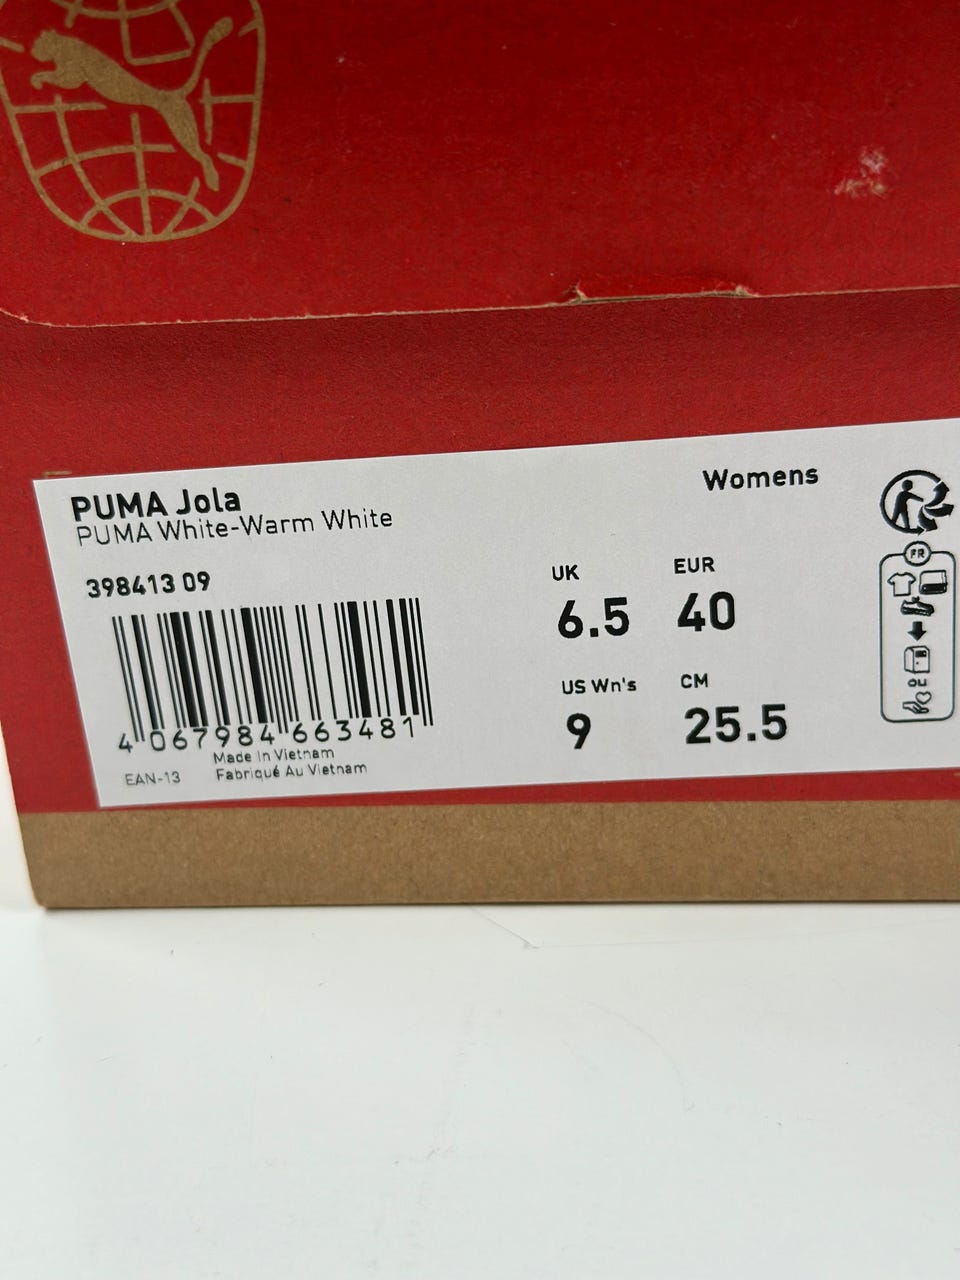 PUMA Jola
PUMA White-Warm White
398413 09
4 067984 663481
EAN-13
Made In Vietnam
Fabriqué Au Vietnam
Womens
UK
6.5
EUR
40
US Wn's
9
CM
25.5
FR
OU